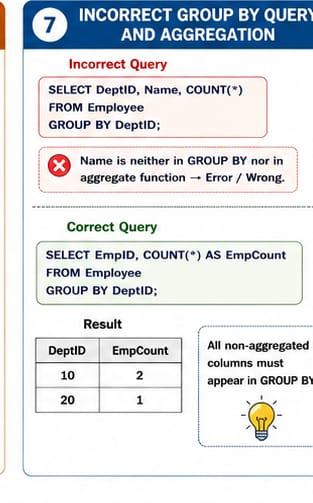 7
INCORRECT GROUP BY QUERY
AND AGGREGATION
Incorrect Query
SELECT DeptID, Name, COUNT(*)
FROM Employee
GROUP BY DeptID;
Name is neither in GROUP BY nor in
aggregate function → Error / Wrong.
Correct Query
SELECT EmpID, COUNT(*) AS EmpCount
FROM Employee
GROUP BY DeptID;
Result
DeptID EmpCount
10 2
20 1
All non-aggregated
columns must
appear in GROUP BY